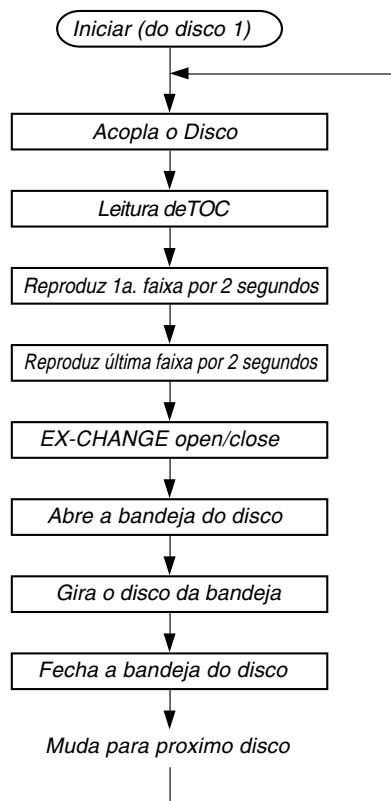 Iniciar (do disco 1)
Acopla o Disco
Leitura deTOC
Reproduz 1a. faixa por 2 segundos
Reproduz última faixa por 2 segundos
EX-CHANGE open/close
Abre a bandeja do disco
Gira o disco da bandeja
Fecha a bandeja do disco
Muda para proximo disco